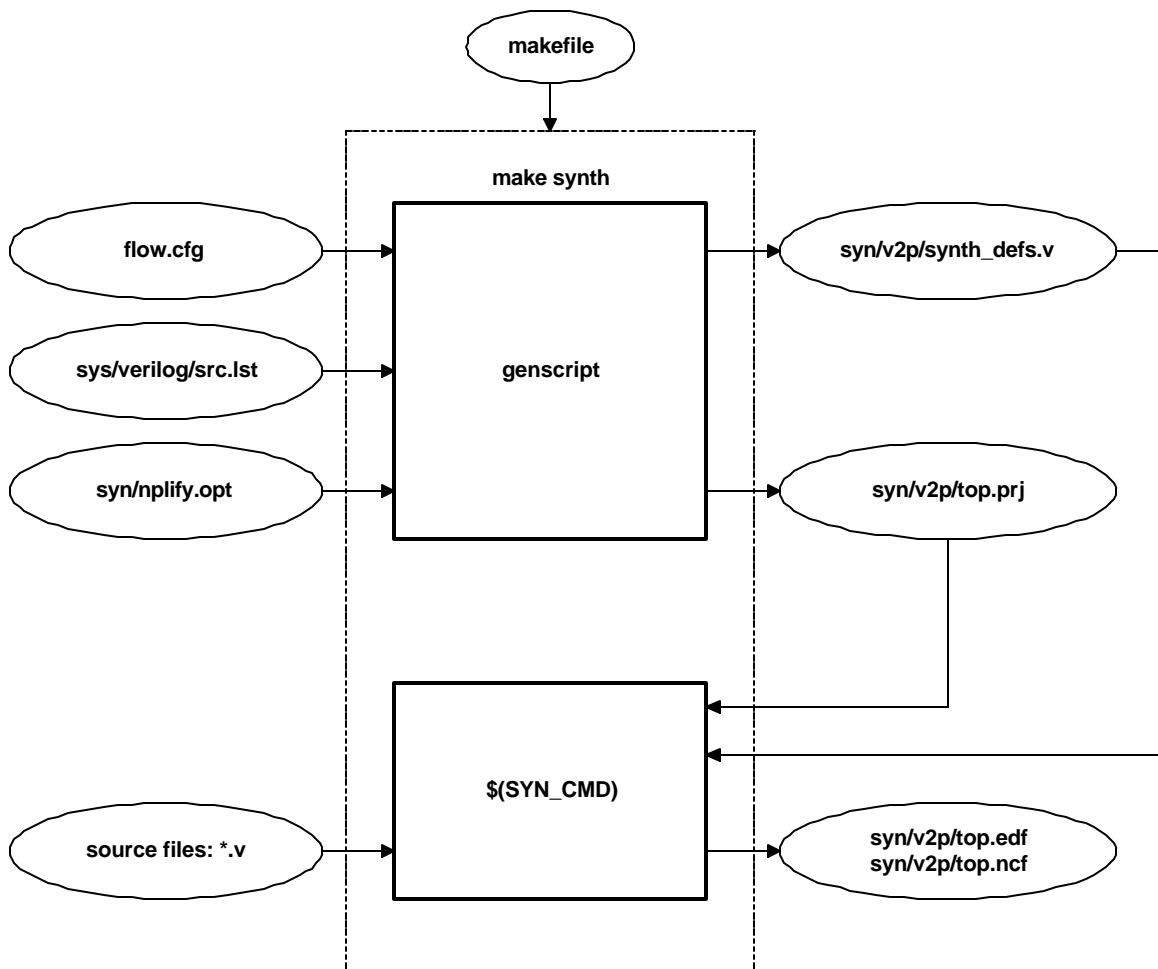 makefile
make synth
flow.cfg
syn/v2p/synth_defs.v
sys/verilog/src.lst
genscript
syn/nplify.opt
syn/v2p/top.prj
$(SYN_CMD)
source files: *.v
syn/v2p/top.edf
syn/v2p/top.ncf